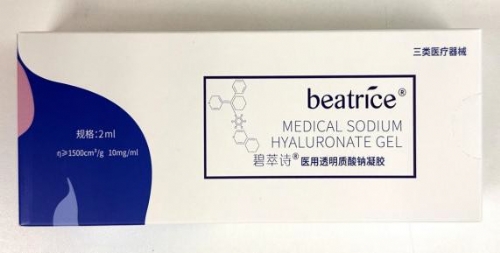 三类医疗器械
beatrice®
MEDICAL SODIUM
HYALURONATE GEL
碧萃诗®医用透明质酸钠凝胶
规格:2ml
η≥1500cm³/g 10mg/ml